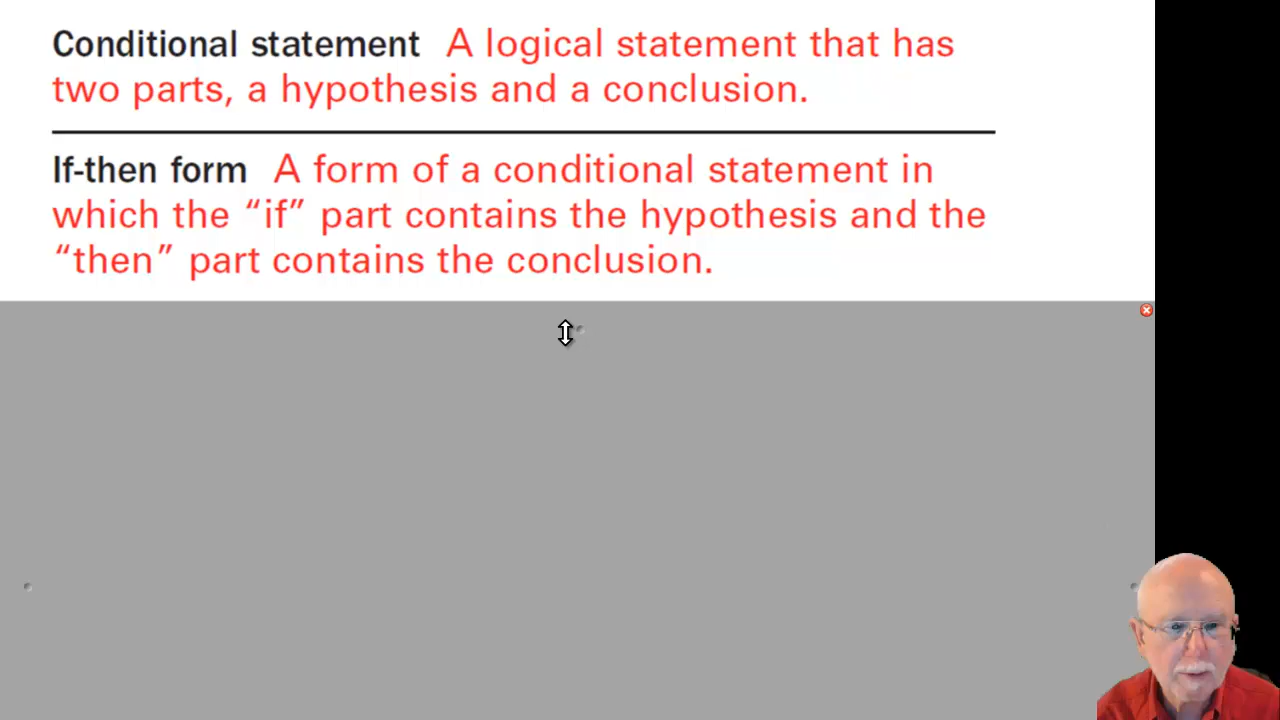 Conditional statement A logical statement that has
two parts, a hypothesis and a conclusion.
If-then form A form of a conditional statement in
which the “if” part contains the hypothesis and the
“then” part contains the conclusion.